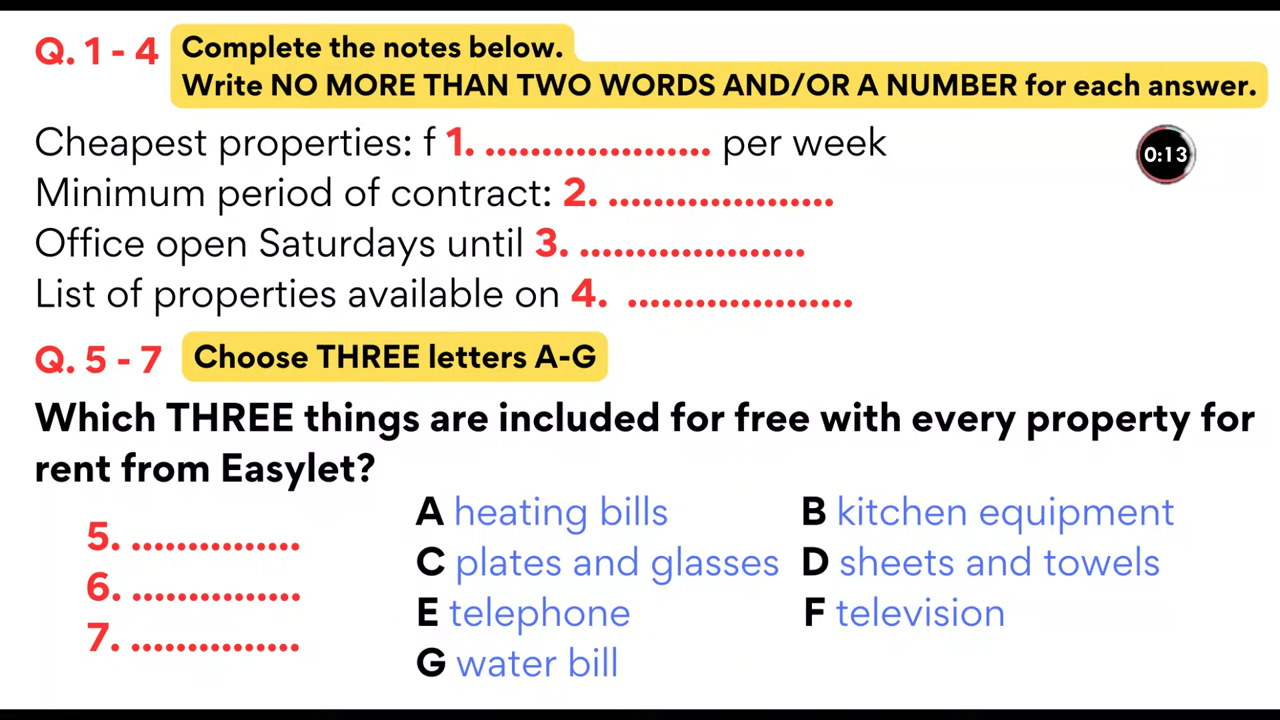 Q. 1 - 4 Complete the notes below.
Write NO MORE THAN TWO WORDS AND/OR A NUMBER for each answer.
Cheapest properties: f 1. .................... per week
0:13
Minimum period of contract: 2. ....................
Office open Saturdays until 3. ....................
List of properties available on 4. ....................
Q. 5 - 7 Choose THREE letters A-G
Which THREE things are included for free with every property for
rent from Easylet?
5. ...............
6. ...............
7. ...............
A heating bills B kitchen equipment
C plates and glasses D sheets and towels
E telephone F television
G water bill